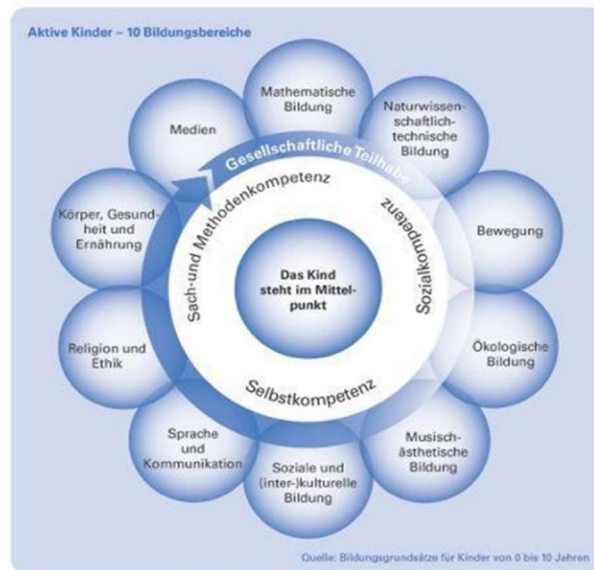 Aktive Kinder – 10 Bildungsbereiche
Mathematische
Bildung
Naturwissen-
schaftlich-
technische
Bildung
Bewegung
Ökologische
Bildung
Musisch-
ästhetische
Bildung
Soziale und
(inter-)kulturelle
Bildung
Sprache
und
Kommunikation
Religion und
Ethik
Körper, Gesund-
heit und
Ernährung
Medien
Gesellschaftliche Teilhabe
Sach-und Methodenkompetenz
Sozialkompetenz
Selbstkompetenz
Das Kind
steht im Mittel-
punkt
Quelle: Bildungsgrundsätze für Kinder von 0 bis 10 Jahren